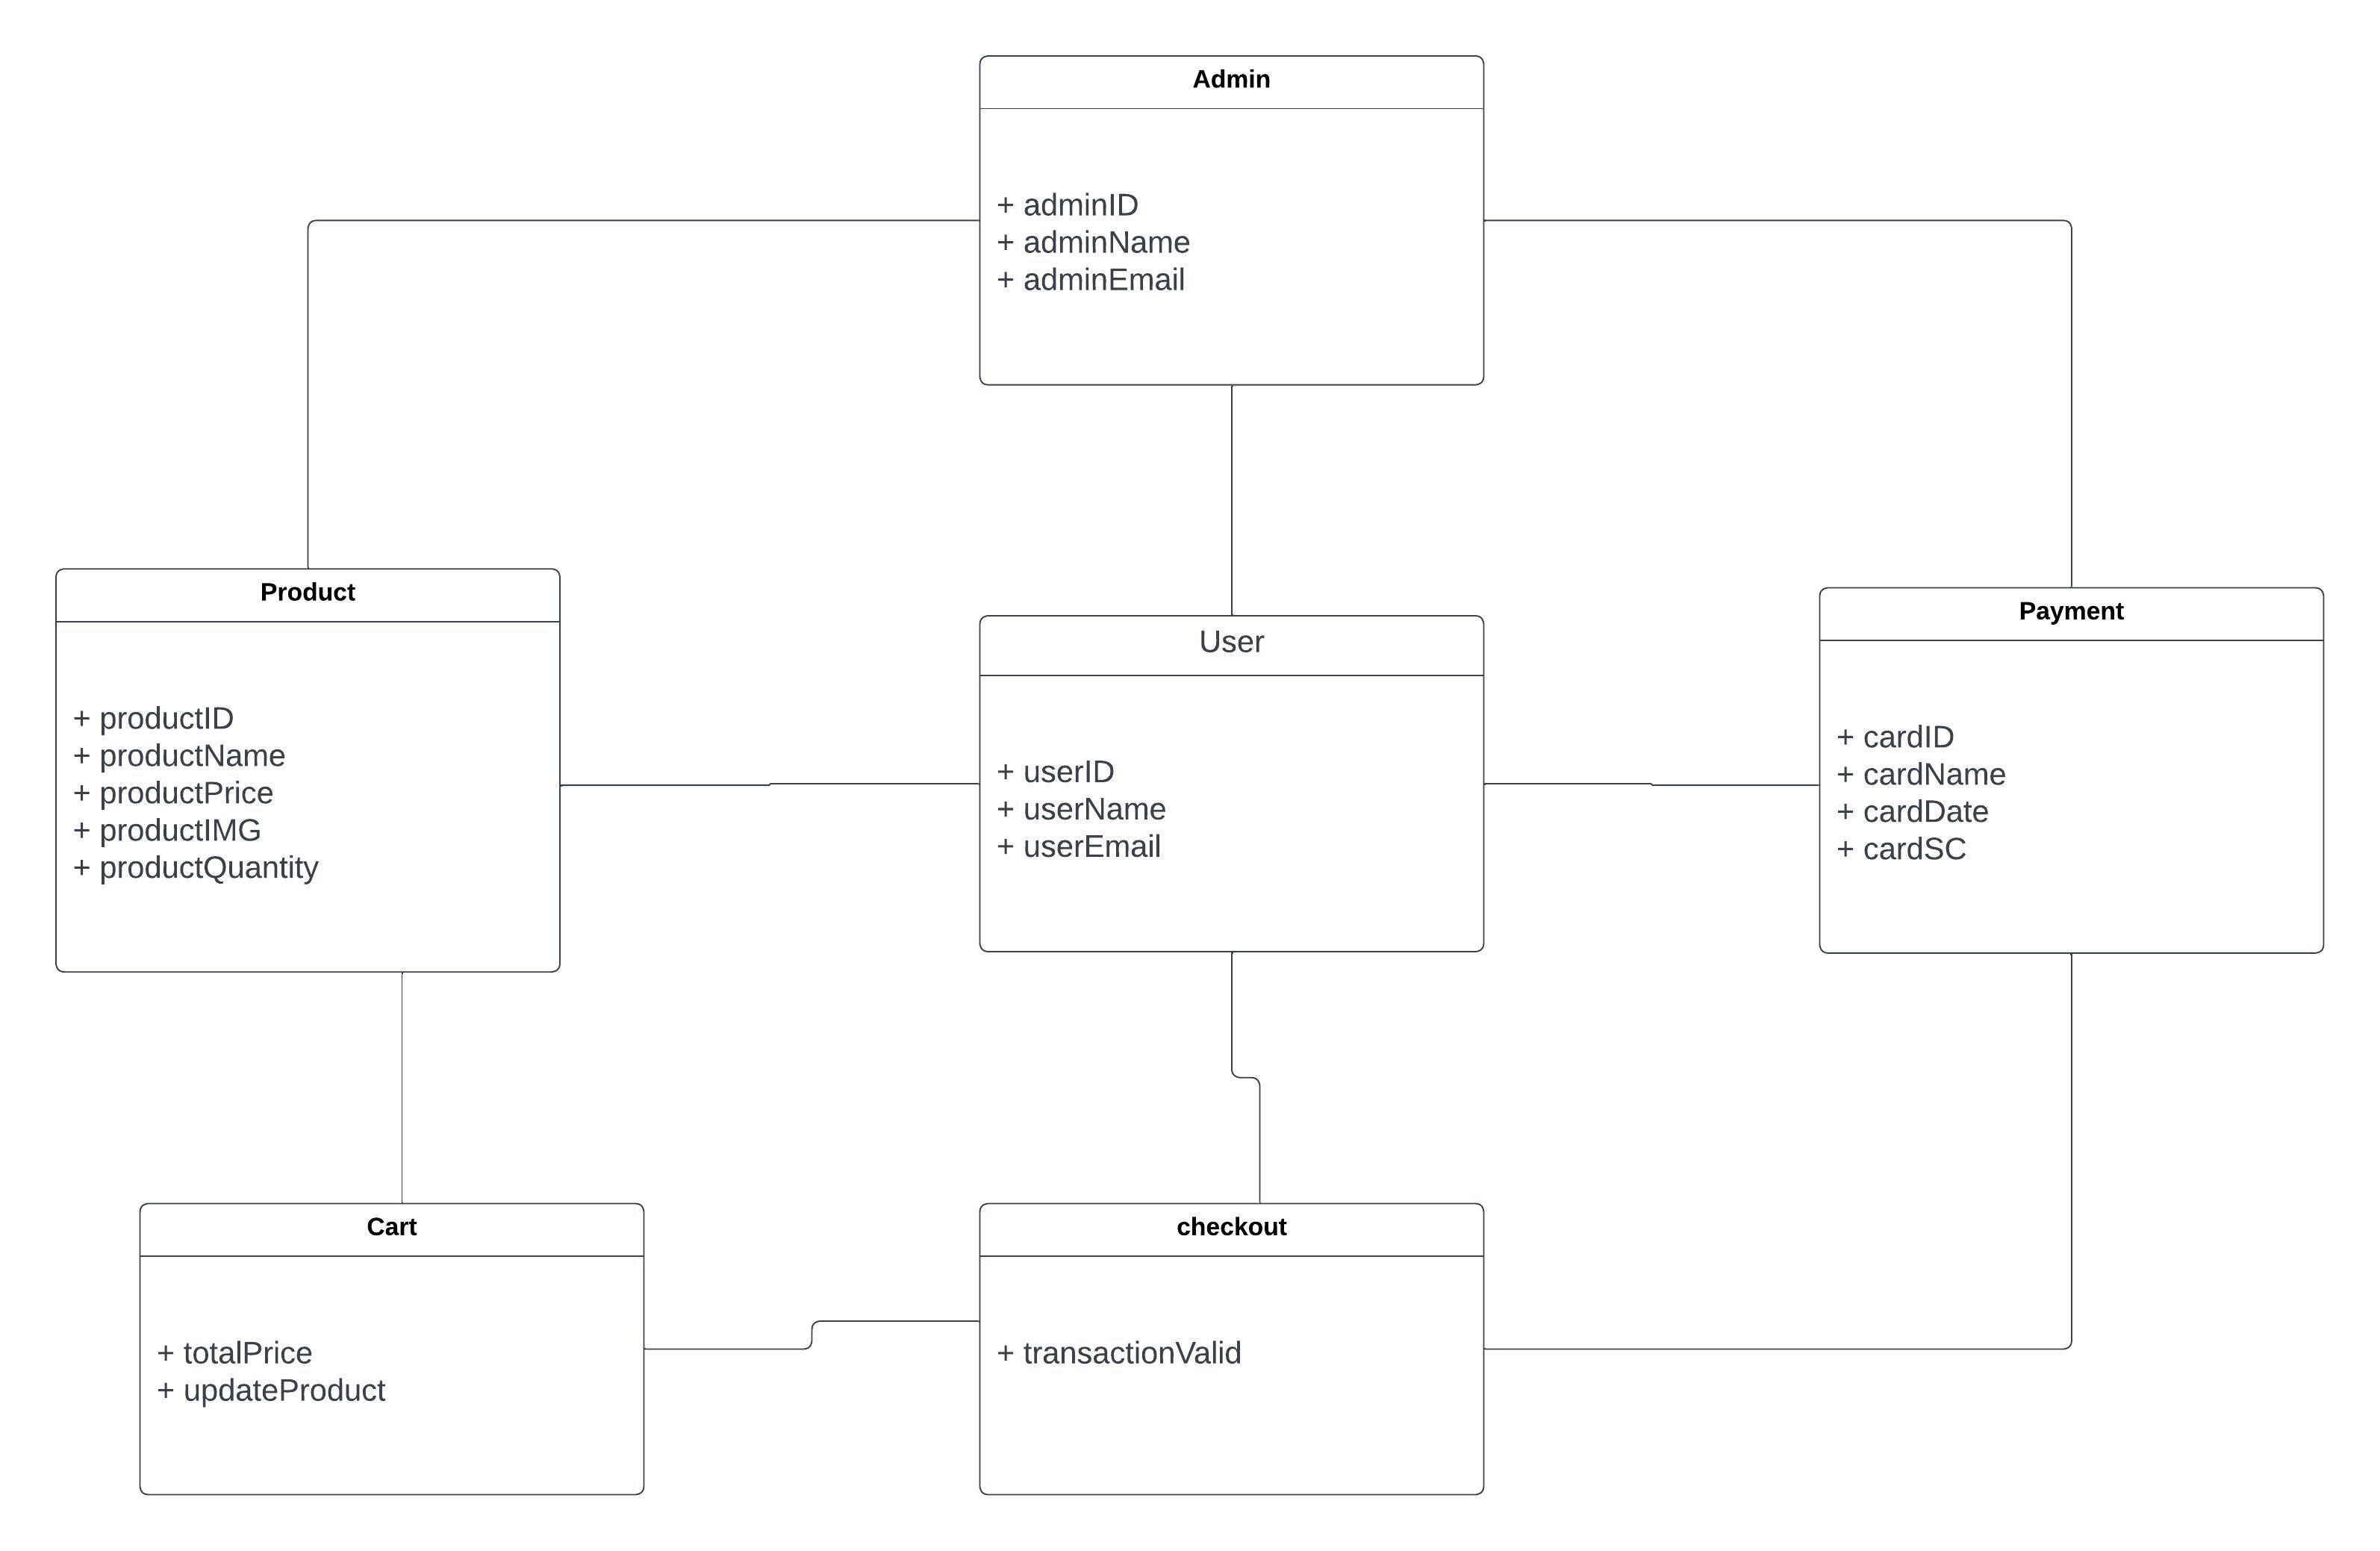 Admin
+ adminID
+ adminName
+ adminEmail
Product
+ productID
+ productName
+ productPrice
+ productIMG
+ productQuantity
User
+ userID
+ userName
+ userEmail
Payment
+ cardID
+ cardName
+ cardDate
+ cardSC
Cart
+ totalPrice
+ updateProduct
checkout
+ transactionValid